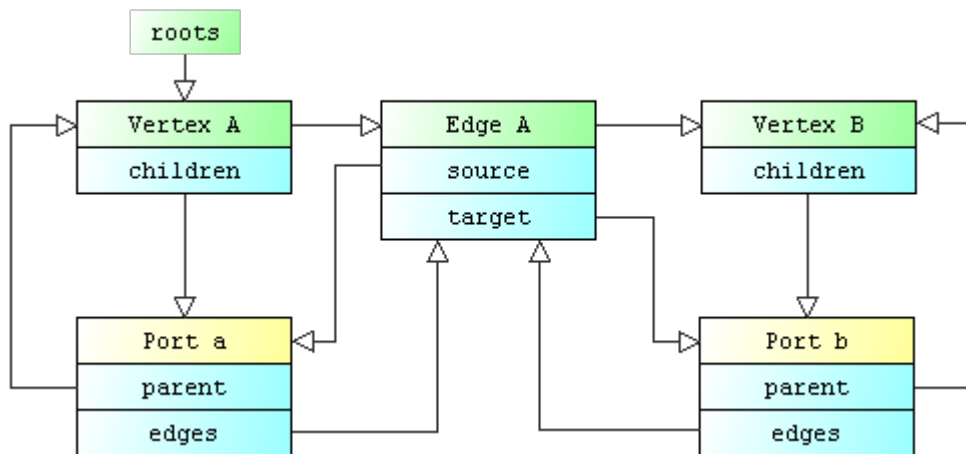 roots
Vertex A
children
Edge A
source
target
Vertex B
children
Port a
parent
edges
Port b
parent
edges